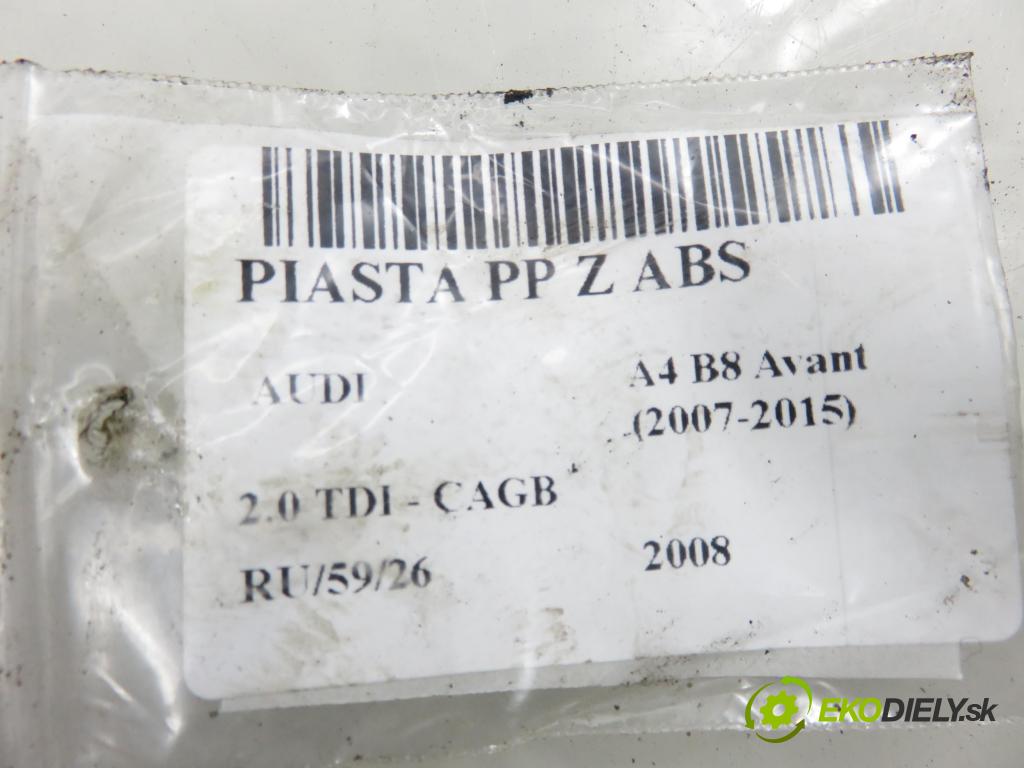 PIASTA PP Z ABS
AUDI
A4 B8 Avant
(2007-2015)
2.0 TDI - CAGB
RU/59/26
2008
EKODIELY.sk